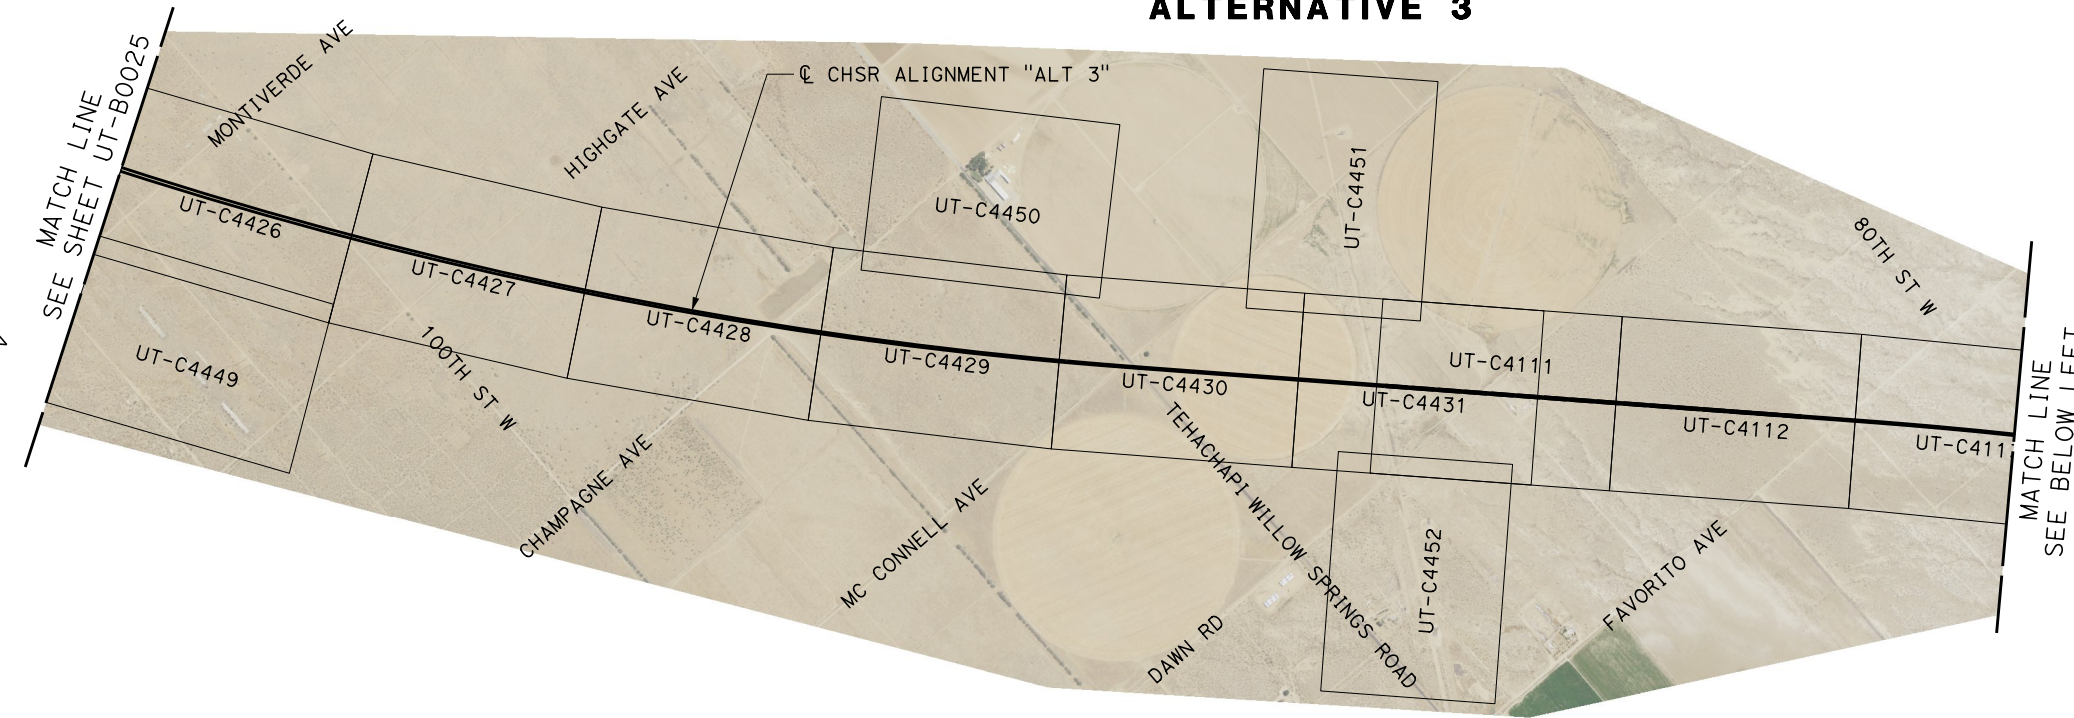 ALTERNATIVE 3
MATCH LINE
SEE SHEET UT-B0025
MONTIVERDE AVE
HIGHGATE AVE
℄ CHSR ALIGNMENT "ALT 3"
UT-C4426
UT-C4427
UT-C4428
UT-C4429
UT-C4430
UT-C4431
UT-C4111
UT-C4112
UT-C411
UT-C4449
UT-C4450
UT-C4451
UT-C4452
100TH ST W
CHAMPAGNE AVE
MC CONNELL AVE
DAWN RD
TEHACHAPI WILLOW SPRINGS ROAD
FAVORITO AVE
80TH ST W
MATCH LINE
SEE BELOW LEFT